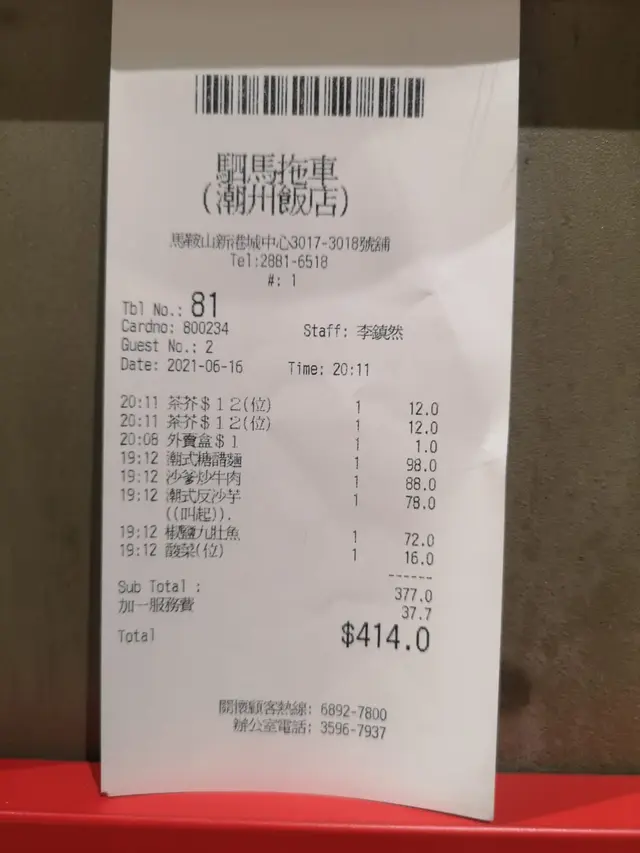 駟馬拖車
(潮州飯店)
馬鞍山新港城中心3017-3018號舖
Tel:2881-6518
#: 1
Tbl No.: 81
Cardno: 800234 Staff: 李鎮然
Guest No.: 2
Date: 2021-06-16 Time: 20:11
20:11 茶芥$12(位) 1 12.0
20:11 茶芥$12(位) 1 12.0
20:08 外賣盒$1 1 1.0
19:12 潮式糖醋麵 1 98.0
19:12 沙爹炒牛肉 1 88.0
19:12 潮式反沙芋 1 78.0
((叫起)).
19:12 椒鹽九肚魚 1 72.0
19:12 酸菜(位) 1 16.0
------
Sub Total : 377.0
加一服務費 37.7
Total $414.0
關懷顧客熱線: 6892-7800
辦公室電話: 3596-7937